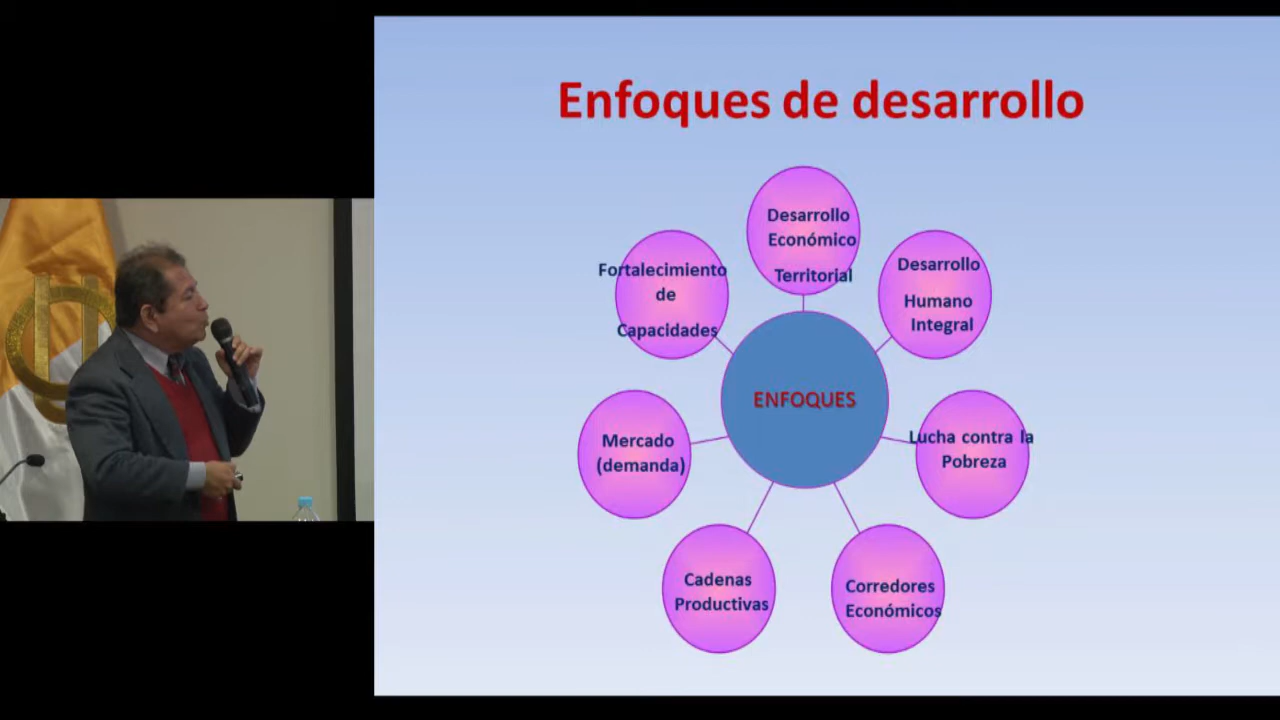 Enfoques de desarrollo
Desarrollo
Económico
Territorial
Desarrollo
Humano
Integral
Lucha contra la
Pobreza
Corredores
Económicos
Cadenas
Productivas
Mercado
(demanda)
Fortalecimiento
de
Capacidades
ENFOQUES